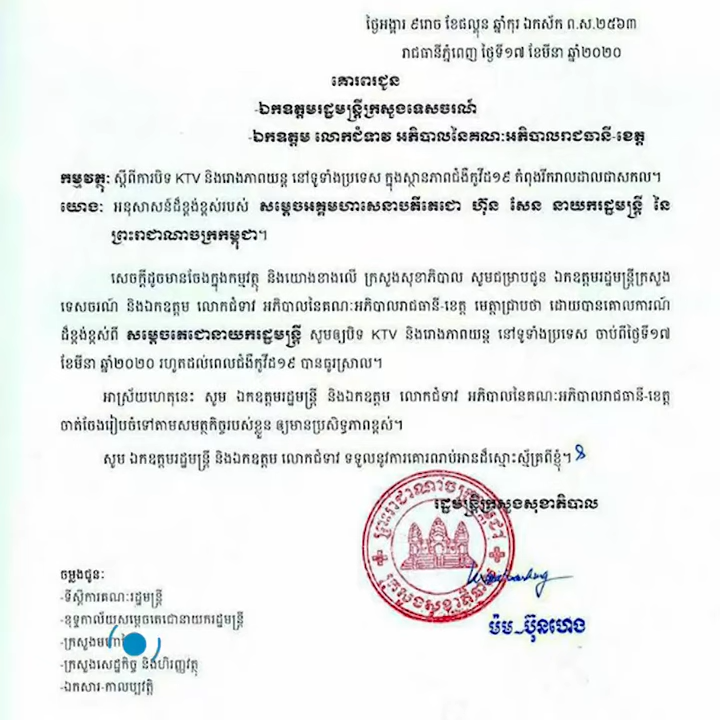 ថ្ងៃអង្គារ ៩រោច ខែផល្គុន ឆ្នាំកុរ ឯកស័ក ព.ស.២៥៦៣
រាជធានីភ្នំពេញ ថ្ងៃទី១៧ ខែមីនា ឆ្នាំ២០២០
គោរពជូន
-ឯកឧត្តមរដ្ឋមន្ត្រីក្រសួងទេសចរណ៍
-ឯកឧត្តម លោកជំទាវ អភិបាលនៃគណៈអភិបាលរាជធានី-ខេត្ត
កម្មវត្ថុ: ស្តីពីការបិទ KTV និងរោងភាពយន្ត នៅទូទាំងប្រទេស ក្នុងស្ថានភាពជំងឺកូវីដ១៩ កំពុងរីករាលដាលជាសកល។
យោង: អនុសាសន៍ដ៏ខ្ពង់ខ្ពស់របស់ សម្តេចអគ្គមហាសេនាបតីតេជោ ហ៊ុន សែន នាយករដ្ឋមន្ត្រី នៃ
ព្រះរាជាណាចក្រកម្ពុជា។
សេចក្តីដូចមានចែងក្នុងកម្មវត្ថុ និងយោងខាងលើ ក្រសួងសុខាភិបាល សូមជម្រាបជូន ឯកឧត្តមរដ្ឋមន្ត្រីក្រសួង
ទេសចរណ៍ និងឯកឧត្តម លោកជំទាវ អភិបាលនៃគណៈអភិបាលរាជធានី-ខេត្ត មេត្តាជ្រាបថា ដោយបានគោលការណ៍
ដ៏ខ្ពង់ខ្ពស់ពី សម្តេចតេជោនាយករដ្ឋមន្ត្រី សូមឲ្យបិទ KTV និងរោងភាពយន្ត នៅទូទាំងប្រទេស ចាប់ពីថ្ងៃទី១៧
ខែមីនា ឆ្នាំ២០២០ រហូតដល់ពេលជំងឺកូវីដ១៩ បានធូរស្រាល។
អាស្រ័យហេតុនេះ សូម ឯកឧត្តមរដ្ឋមន្ត្រី និងឯកឧត្តម លោកជំទាវ អភិបាលនៃគណៈអភិបាលរាជធានី-ខេត្ត
ចាត់ចែងរៀបចំទៅតាមសមត្ថកិច្ចរបស់ខ្លួន ឲ្យមានប្រសិទ្ធភាពខ្ពស់។
សូម ឯកឧត្តមរដ្ឋមន្ត្រី និងឯកឧត្តម លោកជំទាវ ទទួលនូវការគោរពរាប់អានដ៏ស្មោះស្ម័គ្រពីខ្ញុំ។
រដ្ឋមន្ត្រីក្រសួងសុខាភិបាល
ព្រះរាជាណាចក្រកម្ពុជា
ក្រសួងសុខាភិបាល
ម៉ម ប៊ុនហេង
ចម្លងជូន:
-ទីស្តីការគណៈរដ្ឋមន្ត្រី
-ខុទ្ទកាល័យសម្តេចតេជោនាយករដ្ឋមន្ត្រី
-ក្រសួងមហាផ្ទៃ
-ក្រសួងសេដ្ឋកិច្ច និងហិរញ្ញវត្ថុ
-ឯកសារ-កាលប្បវត្តិ